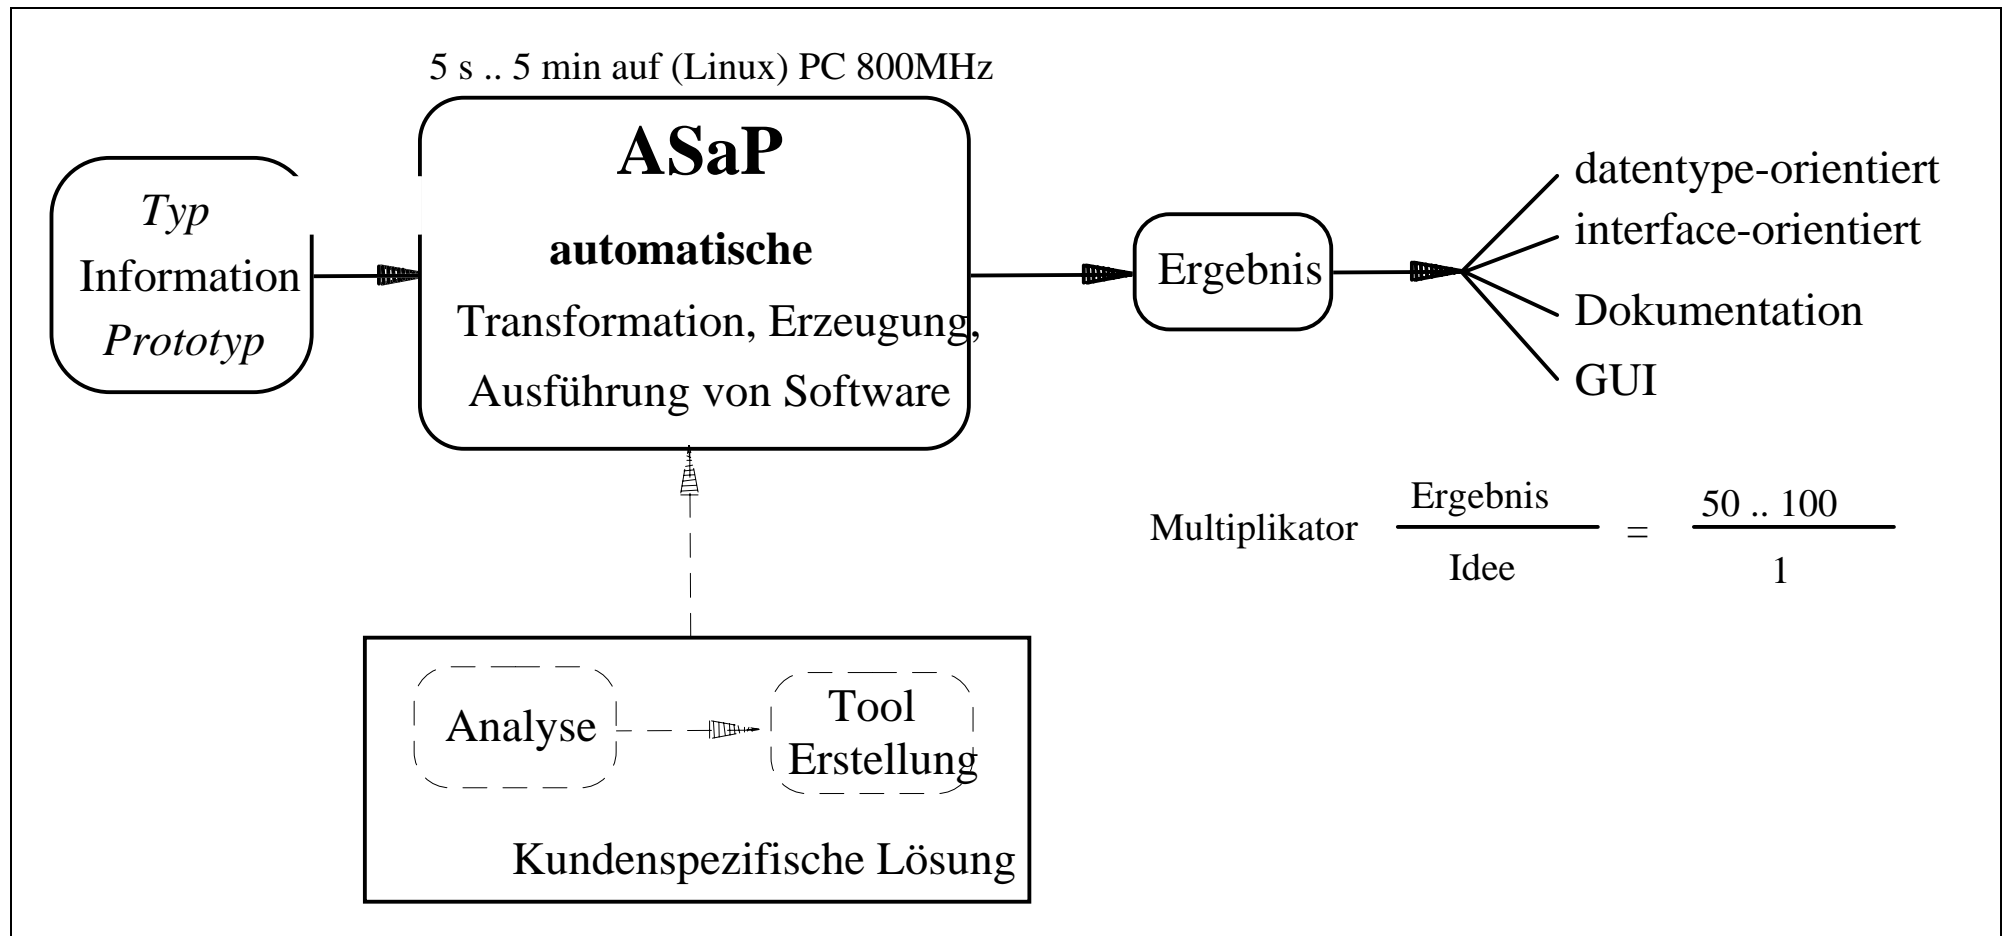 5 s .. 5 min auf (Linux) PC 800MHz
Typ
Information
Prototyp
ASaP
automatische
Transformation, Erzeugung,
Ausführung von Software
Ergebnis
datentype-orientiert
interface-orientiert
Dokumentation
GUI
Multiplikator
Ergebnis
Idee
=
50 .. 100
1
Analyse
Tool
Erstellung
Kundenspezifische Lösung